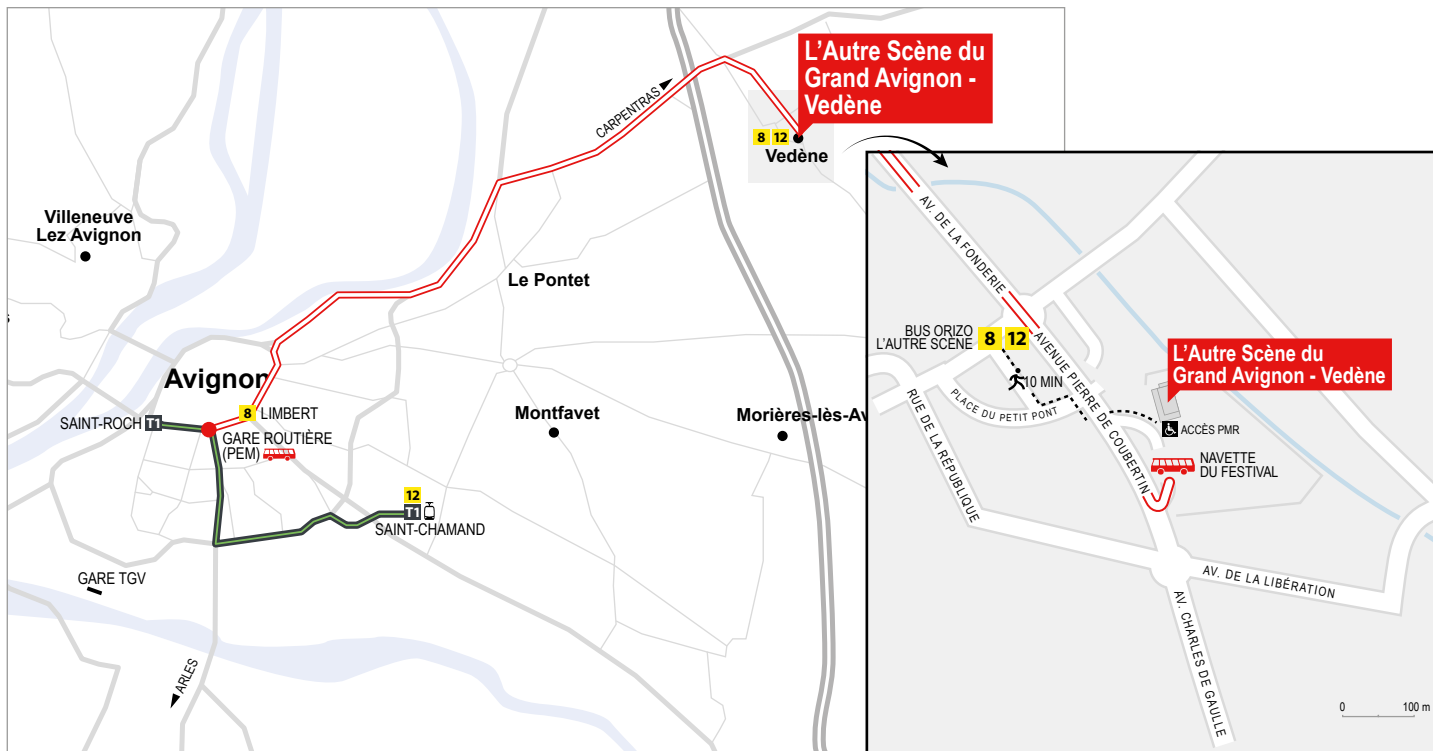 L'Autre Scène du
Grand Avignon -
Vedène
CARPENTRAS
8 12
Vedène
Villeneuve
Lez Avignon
Le Pontet
Avignon
8 LIMBERT
SAINT-ROCH T1
GARE ROUTIÈRE
(PEM)
Montfavet
Morières-lès-Av
12
T1
SAINT-CHAMAND
GARE TGV
ARLES
AV. DE LA FONDERIE
BUS ORIZO
L'AUTRE SCÈNE
8 12
AVENUE PIERRE DE COUBERTIN
L'Autre Scène du
Grand Avignon - Vedène
10 MIN
PLACE DU PETIT PONT
RUE DE LA RÉPUBLIQUE
ACCÈS PMR
NAVETTE
DU FESTIVAL
AV. DE LA LIBÉRATION
AV. CHARLES DE GAULLE
0 100 m